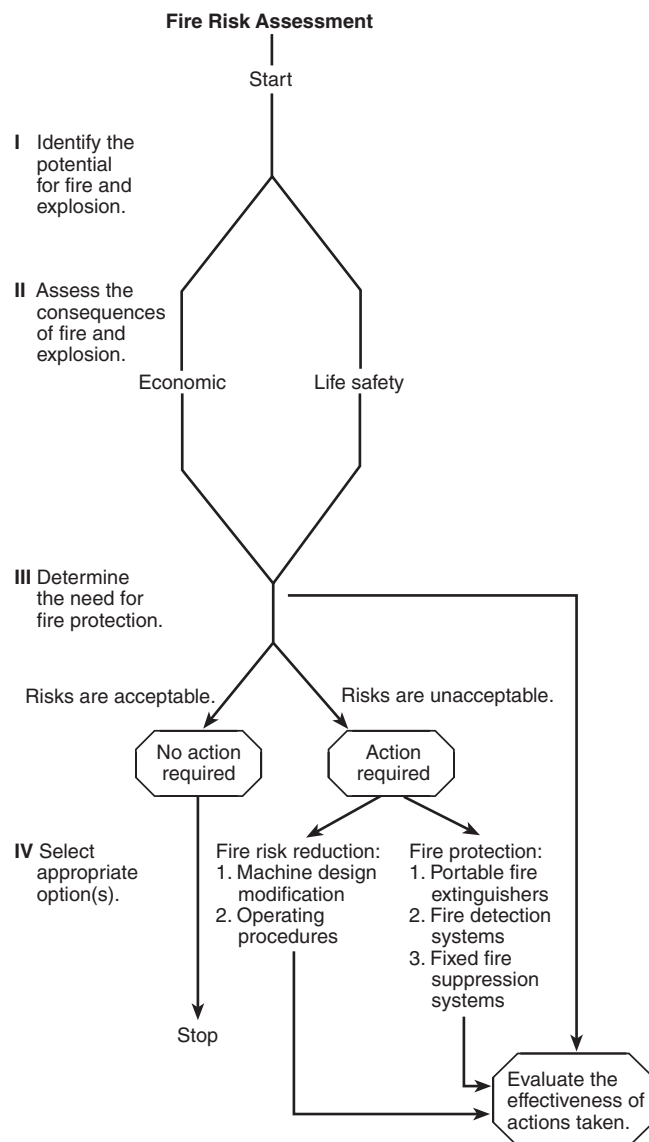 Fire Risk Assessment
Start
I Identify the
potential
for fire and
explosion.
II Assess the
consequences
of fire and
explosion.
Economic
Life safety
III Determine
the need for
fire protection.
Risks are acceptable.
Risks are unacceptable.
No action
required
Action
required
IV Select
appropriate
option(s).
Fire risk reduction:
1. Machine design
modification
2. Operating
procedures
Fire protection:
1. Portable fire
extinguishers
2. Fire detection
systems
3. Fixed fire
suppression
systems
Stop
Evaluate the
effectiveness of
actions taken.